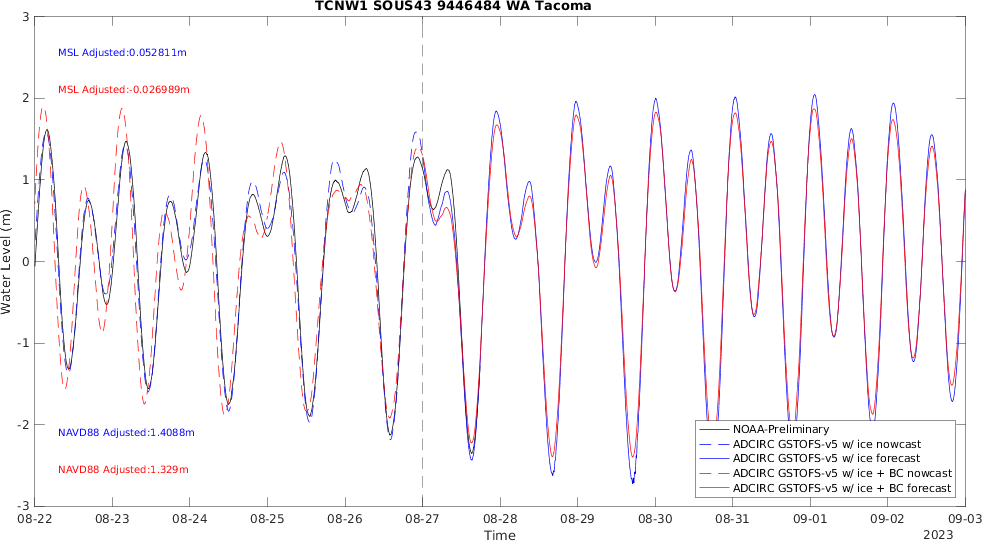 TCNW1 SOUS43 9446484 WA Tacoma
3
MSL Adjusted:0.052811m
MSL Adjusted:-0.026989m
2
1
Water Level (m)
0
-1
-2
NAVD88 Adjusted:1.4088m
NAVD88 Adjusted:1.329m
NOAA-Preliminary
ADCIRC GSTOFS-v5 w/ ice nowcast
ADCIRC GSTOFS-v5 w/ ice forecast
ADCIRC GSTOFS-v5 w/ ice + BC nowcast
ADCIRC GSTOFS-v5 w/ ice + BC forecast
-3
08-22 08-23 08-24 08-25 08-26 08-27 08-28 08-29 08-30 08-31 09-01 09-02 09-03
Time
2023